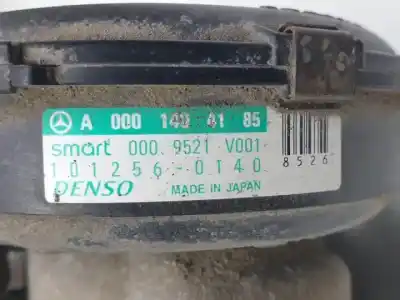 A 000 140 41 85
smart 000 9521 V001
101256-0140
DENSO MADE IN JAPAN
8526